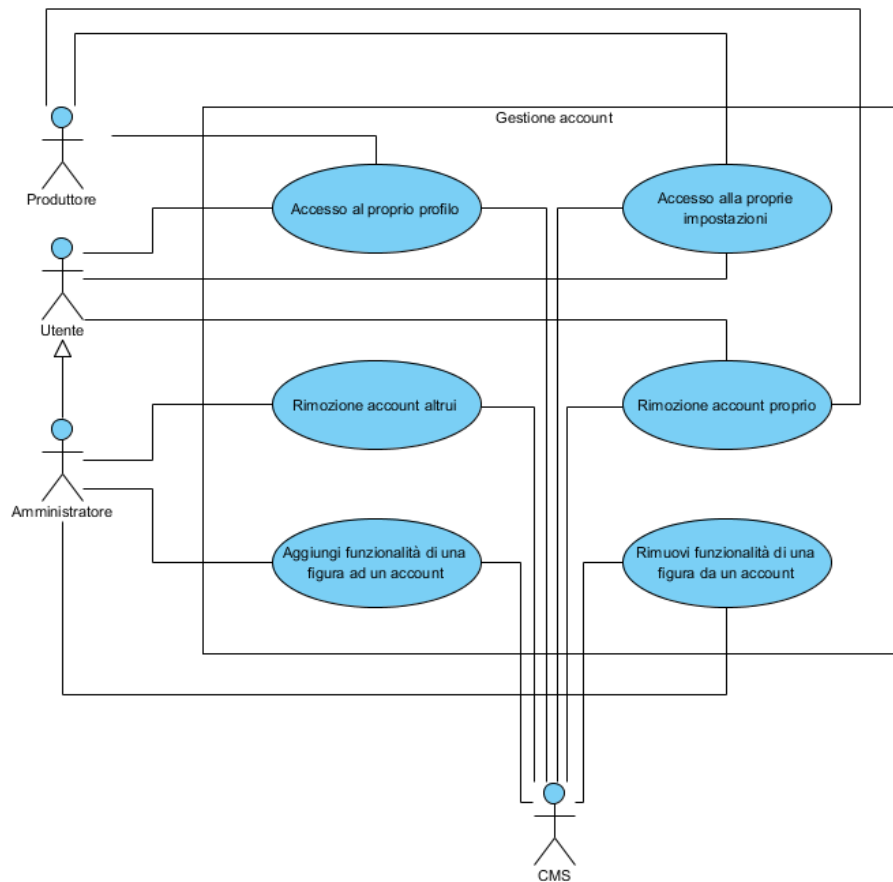 Gestione account
Produttore
Accesso al proprio profilo
Accesso alla proprie
impostazioni
Utente
Rimozione account altrui
Rimozione account proprio
Amministratore
Aggiungi funzionalità di una
figura ad un account
Rimuovi funzionalità di una
figura da un account
CMS